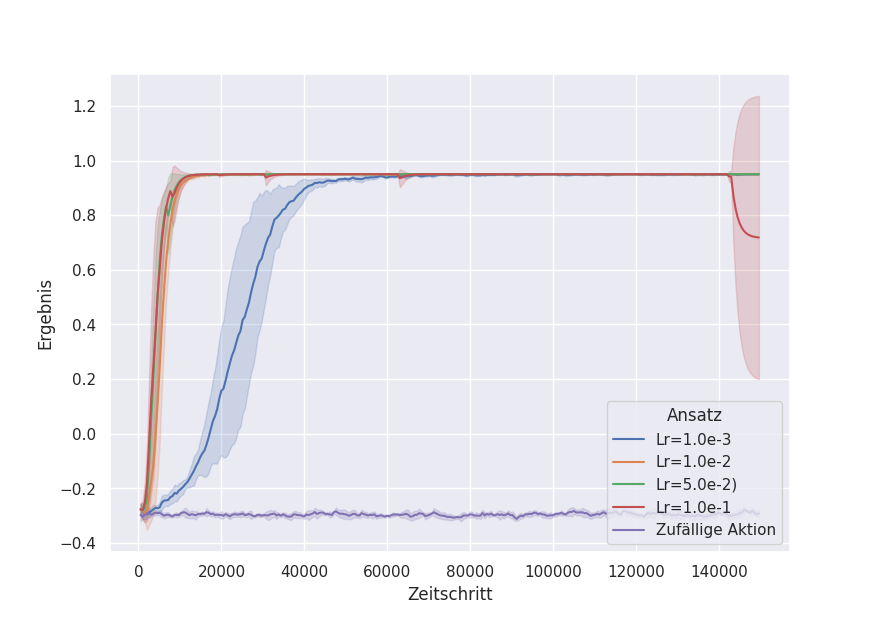 1.2
1.0
0.8
0.6
0.4
0.2
0.0
−0.2
−0.4
Ergebnis
0 20000 40000 60000 80000 100000 120000 140000
Zeitschritt
Ansatz
Lr=1.0e-3
Lr=1.0e-2
Lr=5.0e-2)
Lr=1.0e-1
Zufällige Aktion